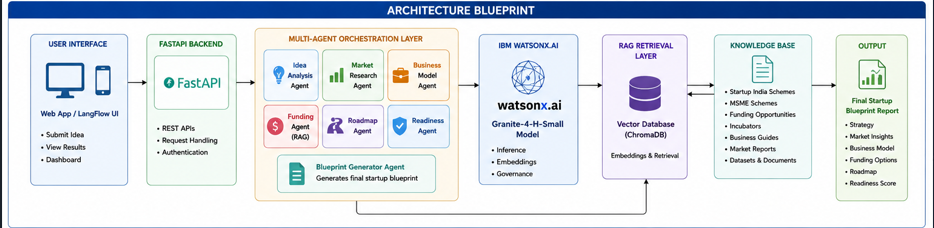 ARCHITECTURE BLUEPRINT
USER INTERFACE
Web App / LangFlow UI
• Submit Idea
• View Results
• Dashboard
FASTAPI BACKEND
FastAPI
• REST APIs
• Request Handling
• Authentication
MULTI-AGENT ORCHESTRATION LAYER
Idea
Analysis
Agent
Market
Research
Agent
Business
Model
Agent
Funding
Agent
(RAG)
Roadmap
Agent
Readiness
Agent
Blueprint Generator Agent
Generates final startup blueprint
IBM WATSONX.AI
watsonx.ai
Granite-4-H-Small
Model
• Inference
• Embeddings
• Governance
RAG RETRIEVAL
LAYER
Vector Database
(ChromaDB)
Embeddings & Retrieval
KNOWLEDGE BASE
• Startup India Schemes
• MSME Schemes
• Funding Opportunities
• Incubators
• Business Guides
• Market Reports
• Datasets & Documents
OUTPUT
Final Startup
Blueprint Report
• Strategy
• Market Insights
• Business Model
• Funding Options
• Roadmap
• Readiness Score